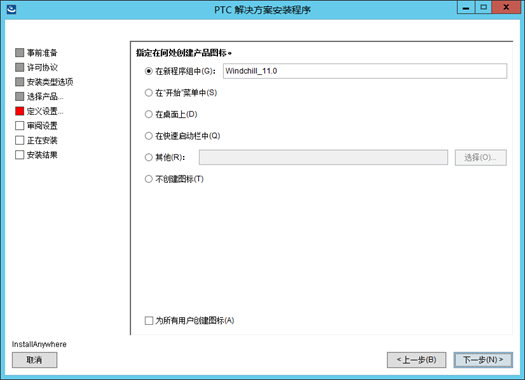 PTC 解决方案安装程序
事前准备
许可协议
安装类型选项
选择产品...
定义设置...
审阅设置
正在安装
安装结果
指定在何处创建产品图标。
在新程序组中(G): Windchill_11.0
在“开始”菜单中(S)
在桌面上(D)
在快速启动栏中(Q)
其他(R): 选择(O)...
不创建图标(T)
为所有用户创建图标(A)
InstallAnywhere
取消 <上一步(B) 下一步(N)>